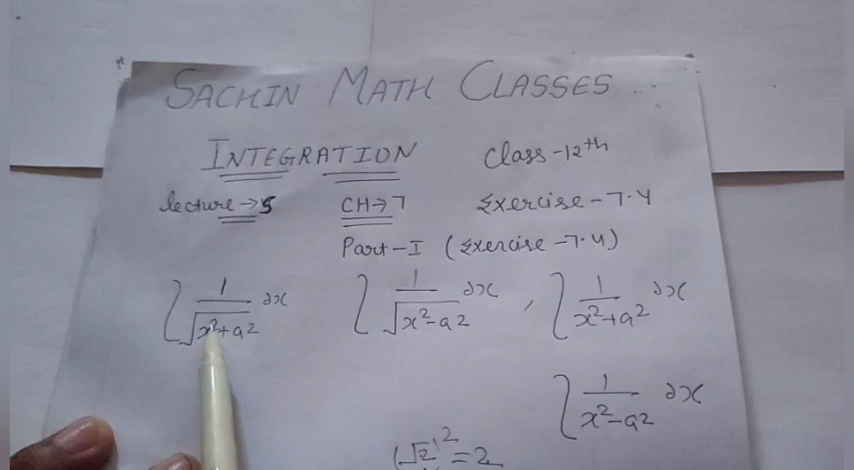 SACHIN MATH CLASSES
INTEGRATION Class-12th
lecture→5 CH→7 Exercise-7.4
Part-I (Exercise-7.4)
∫ 1/√(x²+a²) dx ∫ 1/√(x²-a²) dx , ∫ 1/(x²+a²) dx
∫ 1/(x²-a²) dx
(√2)² = 2